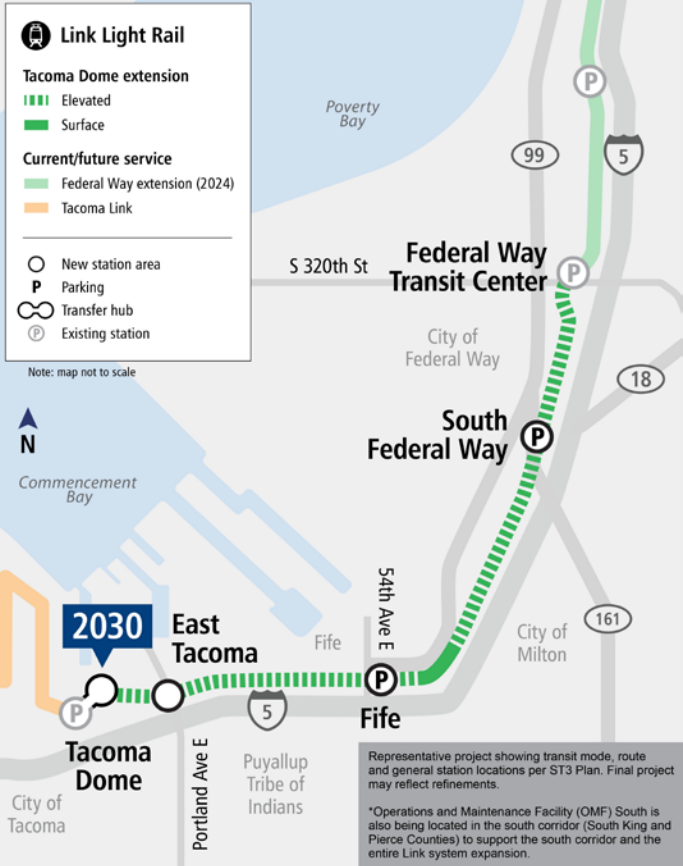 Link Light Rail
Tacoma Dome extension
Elevated
Surface
Current/future service
Federal Way extension (2024)
Tacoma Link
New station area
P Parking
Transfer hub
P Existing station
Note: map not to scale
N
Poverty
Bay
P
99
5
S 320th St
Federal Way
Transit Center
P
City of
Federal Way
18
South
Federal Way
P
Commencement
Bay
54th Ave E
161
2030
East
Tacoma
Fife
City of
Milton
P
P
5
Fife
Tacoma
Dome
Portland Ave E
Puyallup
Tribe of
Indians
City of
Tacoma
Representative project showing transit mode, route
and general station locations per ST3 Plan. Final project
may reflect refinements.
*Operations and Maintenance Facility (OMF) South is
also being located in the south corridor (South King and
Pierce Counties) to support the south corridor and the
entire Link system expansion.